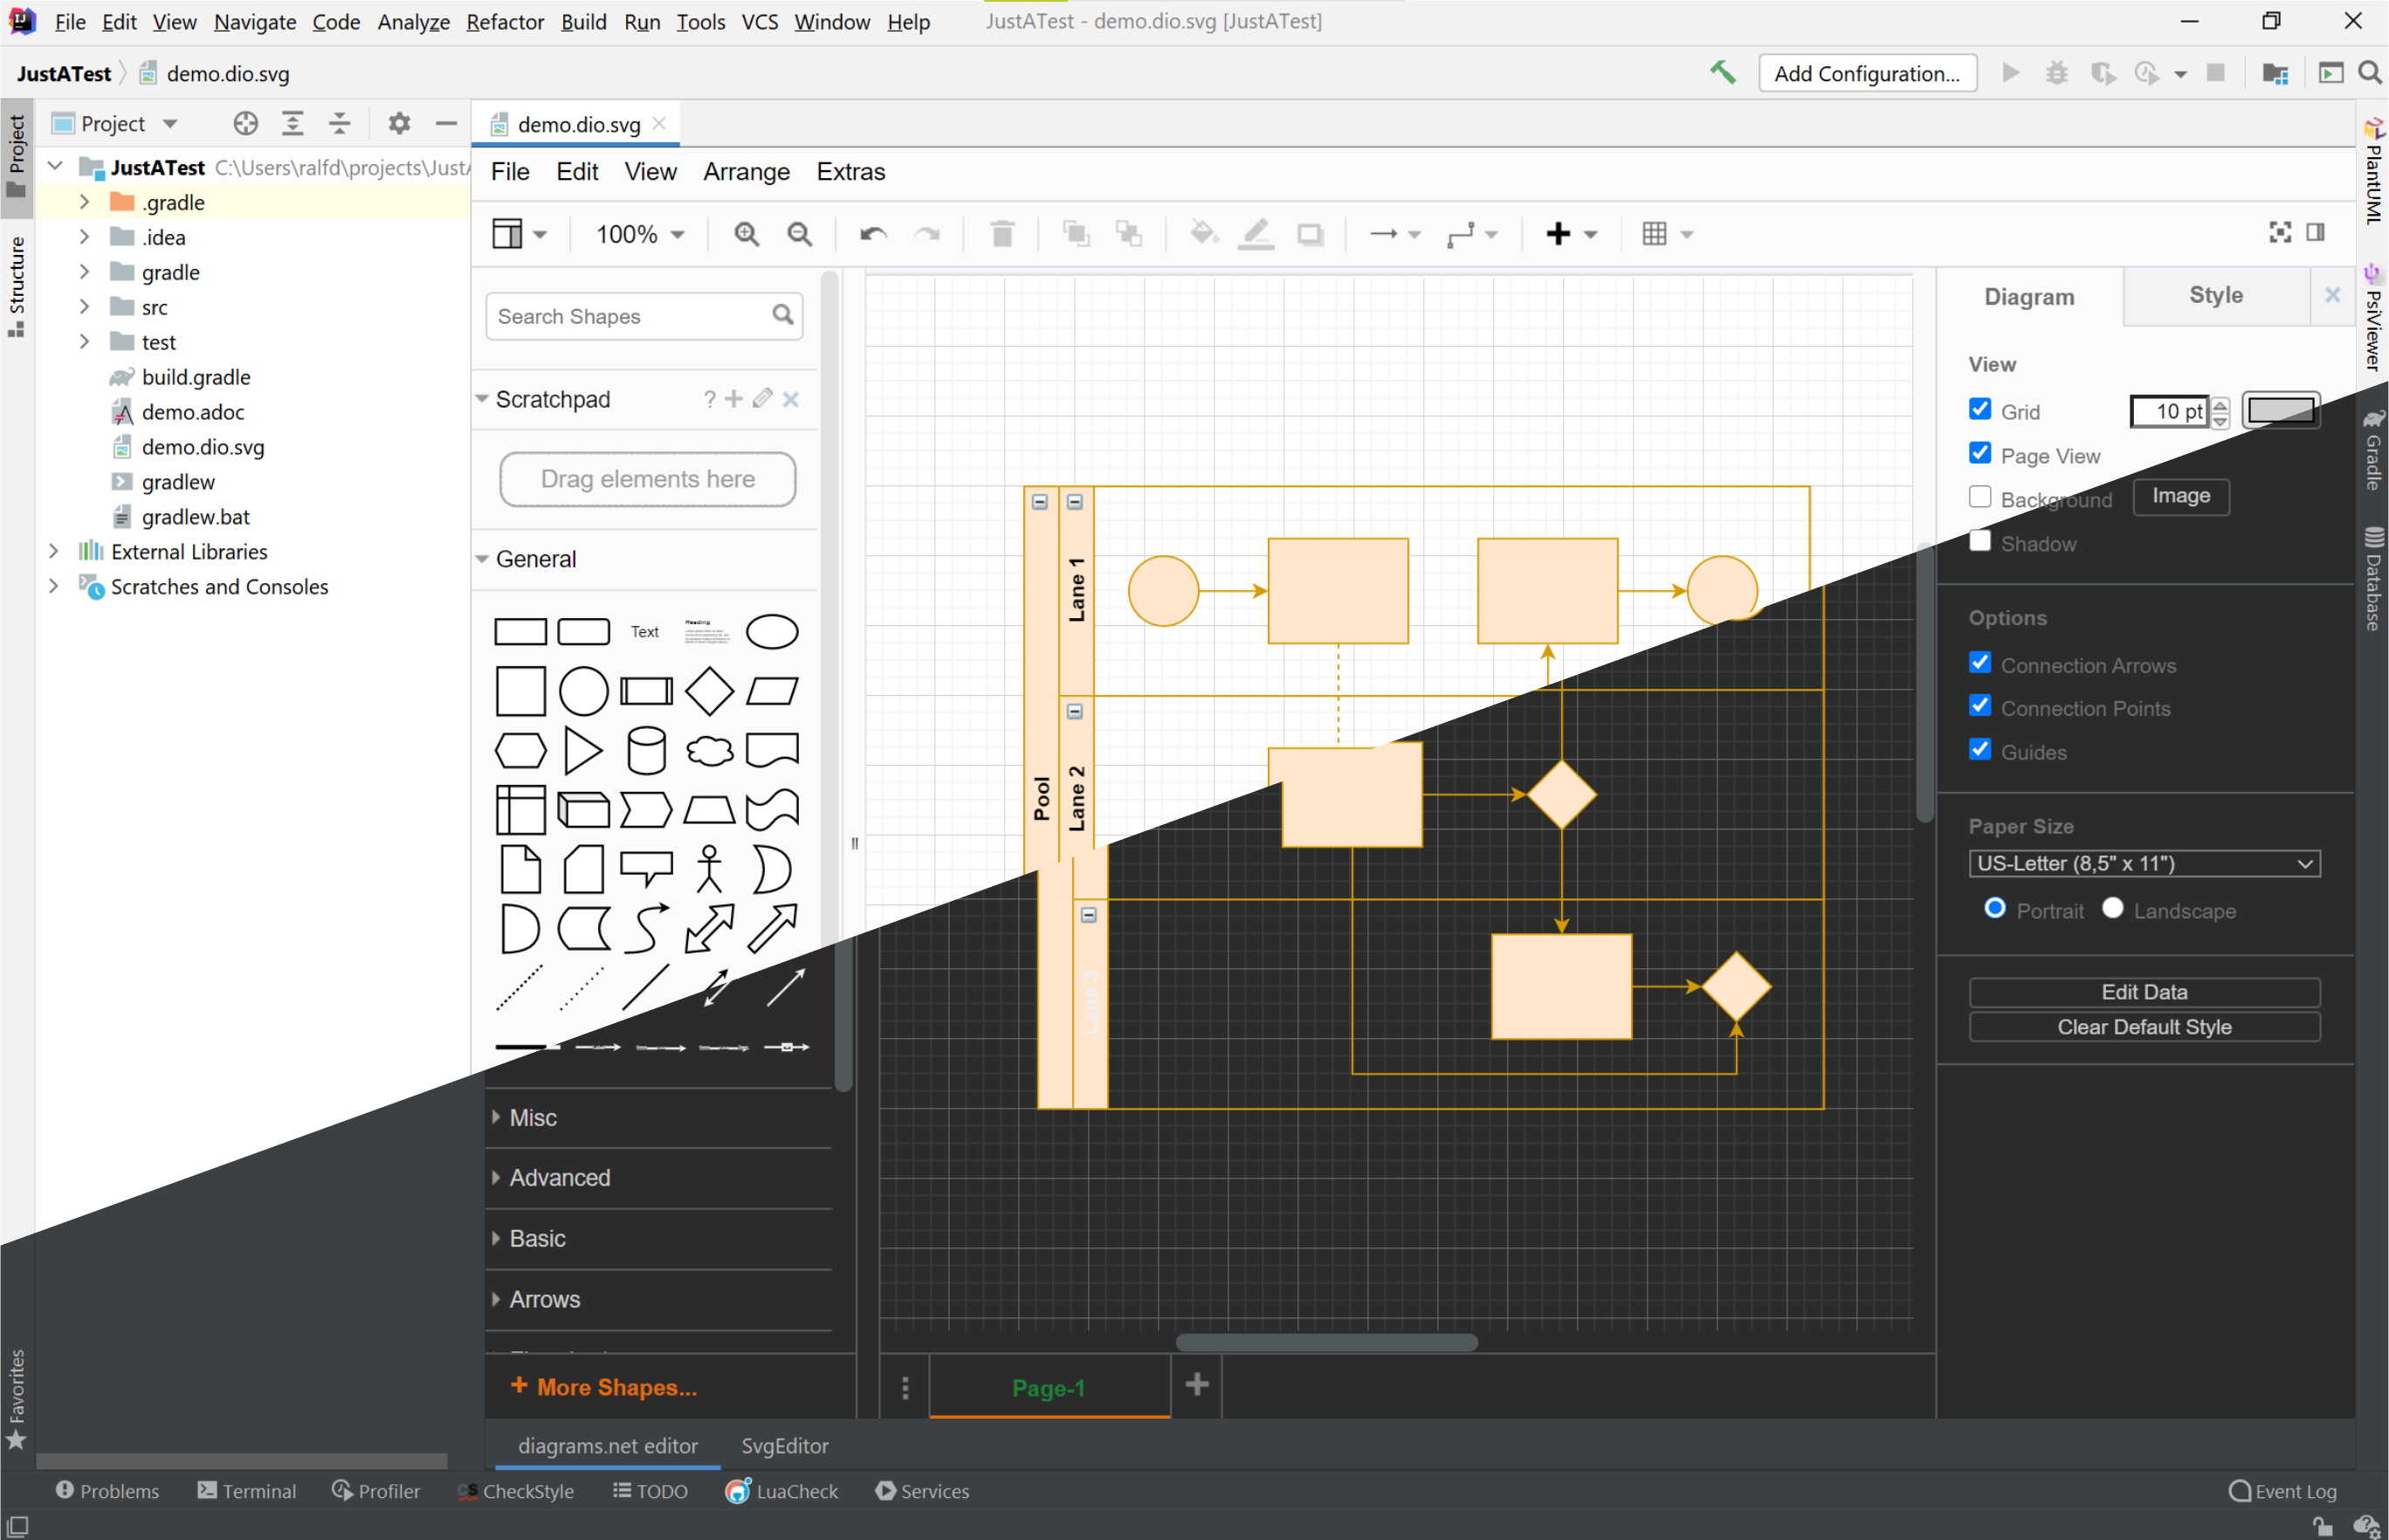 File Edit View Navigate Code Analyze Refactor Build Run Tools VCS Window Help JustATest - demo.dio.svg [JustATest]
JustATest demo.dio.svg Add Configuration...
Project
Structure
Favorites
Project
JustATest C:\Users\ralfd\projects\JustA
.gradle
.idea
gradle
src
test
build.gradle
demo.adoc
demo.dio.svg
gradlew
gradlew.bat
External Libraries
Scratches and Consoles
demo.dio.svg
File Edit View Arrange Extras
100%
Search Shapes
Scratchpad ?
Drag elements here
General
Text
Heading
Misc
Advanced
Basic
Arrows
+ More Shapes...
Pool
Lane 1
Lane 2
Lane 3
Page-1
Diagram Style
View
Grid 10 pt
Page View
Background Image
Shadow
Options
Connection Arrows
Connection Points
Guides
Paper Size
US-Letter (8,5" x 11")
Portrait Landscape
Edit Data
Clear Default Style
PlantUML
PsiViewer
Gradle
Database
diagrams.net editor SvgEditor
Problems Terminal Profiler CS CheckStyle TODO LuaCheck Services Event Log